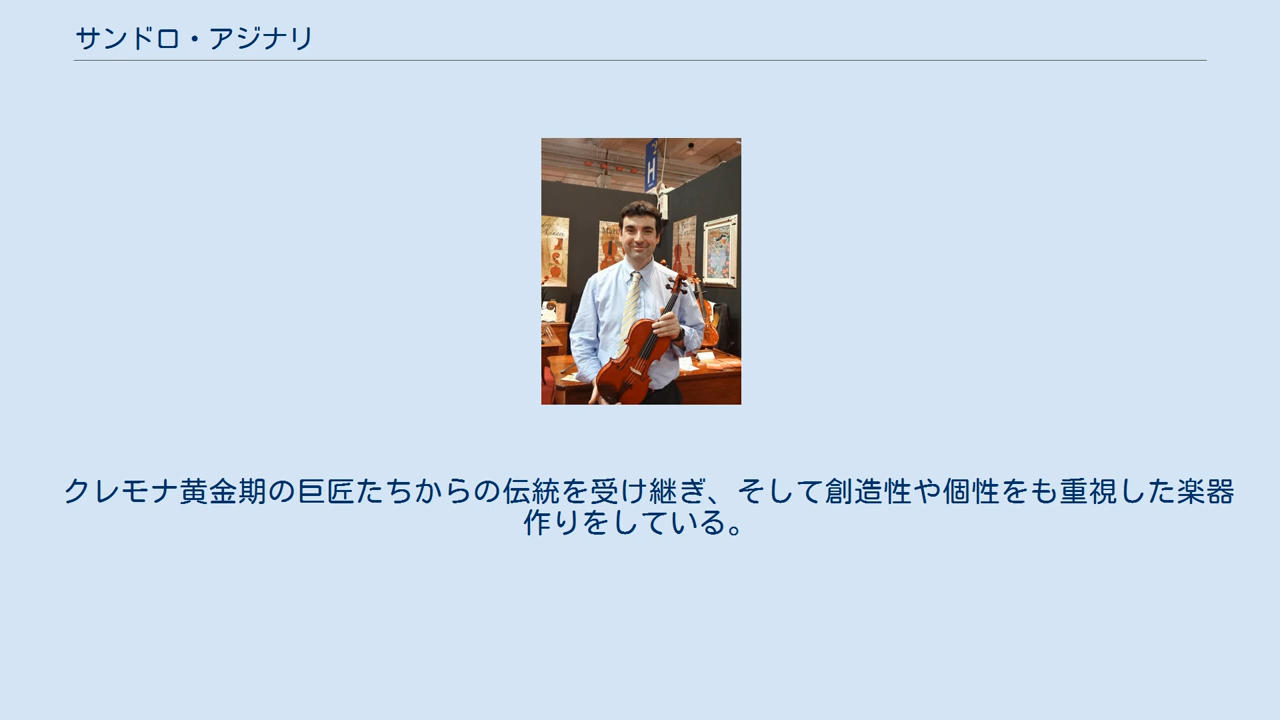 サンドロ・アジナリ
H
クレモナ黄金期の巨匠たちからの伝統を受け継ぎ、そして創造性や個性をも重視した楽器
作りをしている。